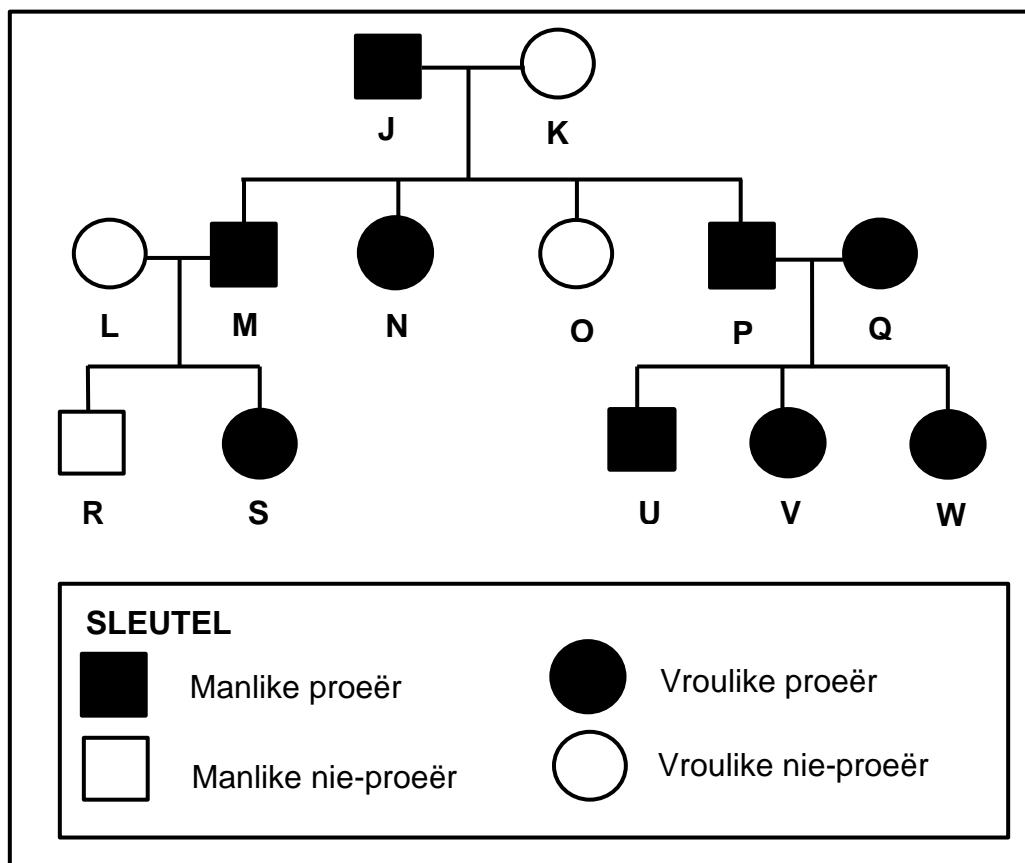 J K
L M N O P Q
R S U V W
SLEUTEL
Manlike proeër Vroulike proeër
Manlike nie-proeër Vroulike nie-proeër